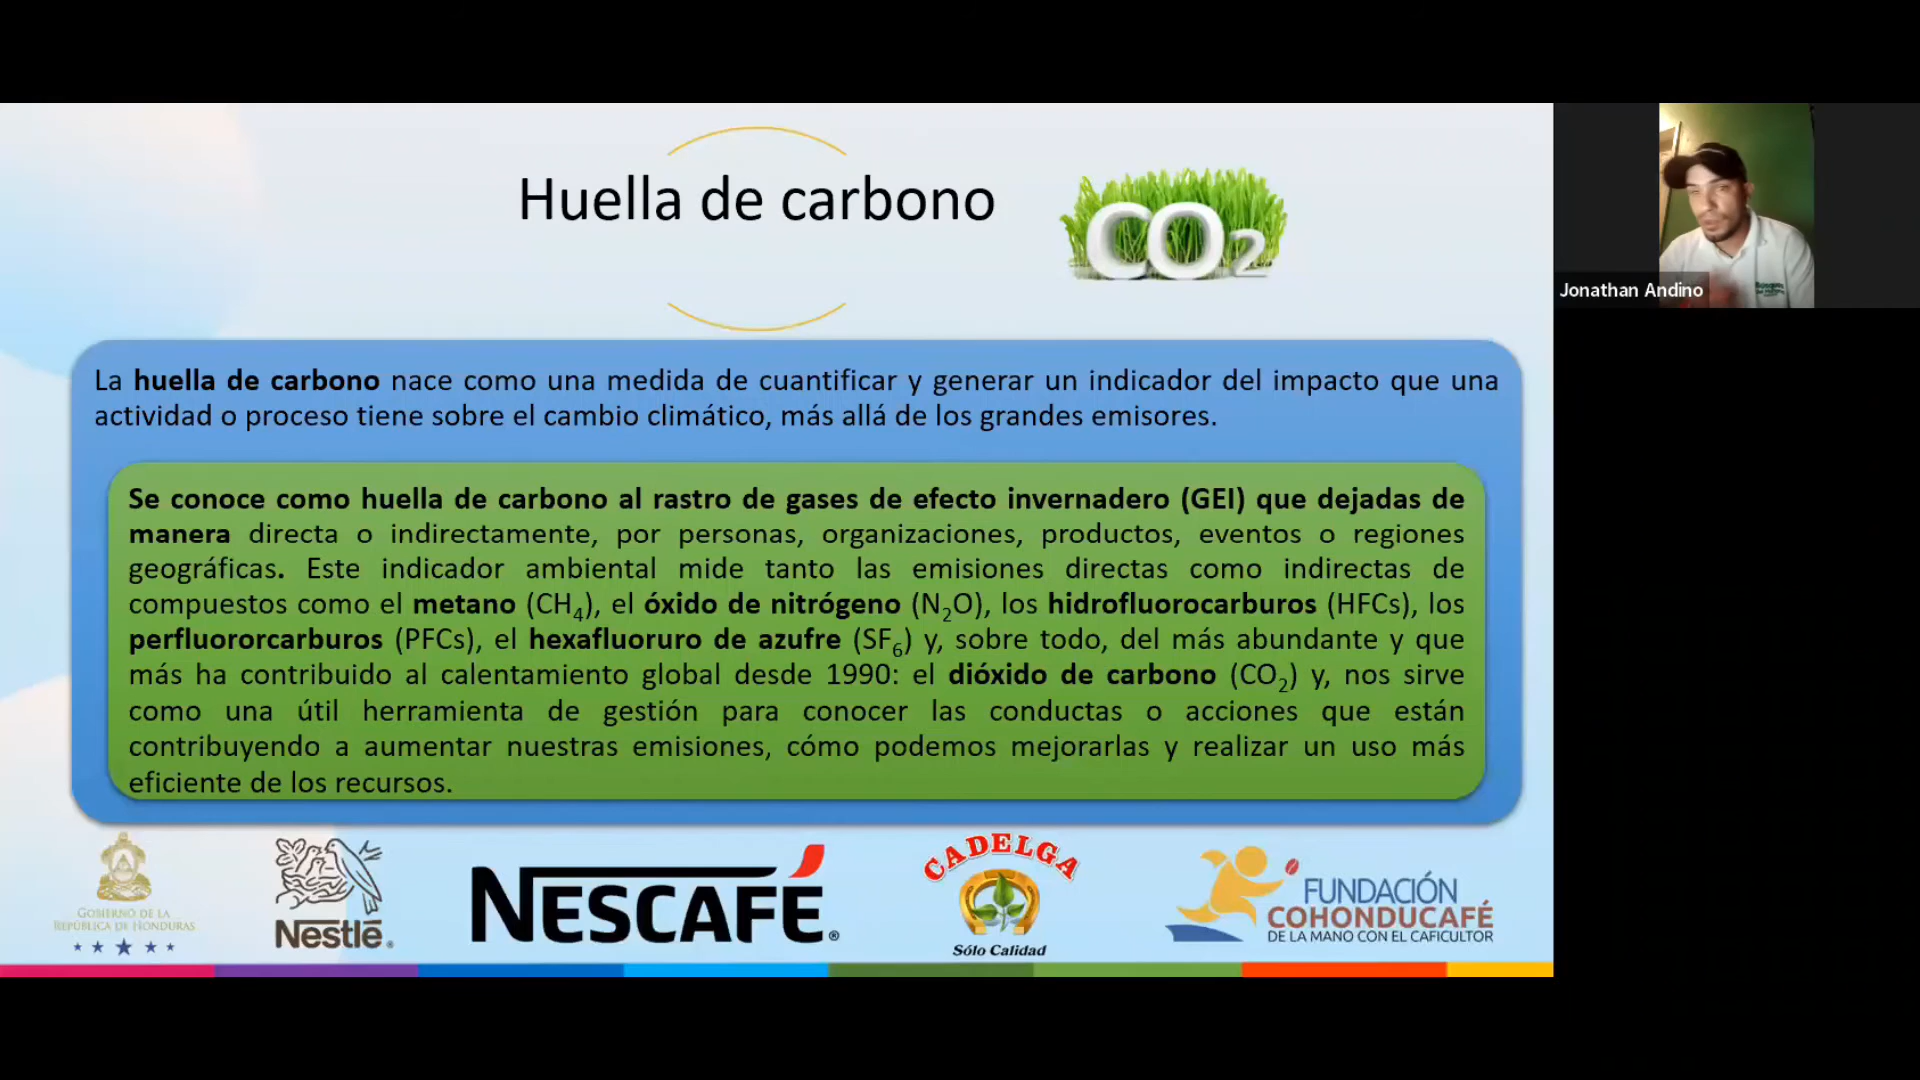 Huella de carbono
CO2
Jonathan Andino
La huella de carbono nace como una medida de cuantificar y generar un indicador del impacto que una
actividad o proceso tiene sobre el cambio climático, más allá de los grandes emisores.
Se conoce como huella de carbono al rastro de gases de efecto invernadero (GEI) que dejadas de
manera directa o indirectamente, por personas, organizaciones, productos, eventos o regiones
geográficas. Este indicador ambiental mide tanto las emisiones directas como indirectas de
compuestos como el metano (CH4), el óxido de nitrógeno (N2O), los hidrofluorocarburos (HFCs), los
perfluororcarburos (PFCs), el hexafluoruro de azufre (SF6) y, sobre todo, del más abundante y que
más ha contribuido al calentamiento global desde 1990: el dióxido de carbono (CO2) y, nos sirve
como una útil herramienta de gestión para conocer las conductas o acciones que están
contribuyendo a aumentar nuestras emisiones, cómo podemos mejorarlas y realizar un uso más
eficiente de los recursos.
GOBIERNO DE LA
REPÚBLICA DE HONDURAS
Nestlé®
NESCAFÉ®
CADELGA
Sólo Calidad
FUNDACIÓN
COHONDUCAFÉ
DE LA MANO CON EL CAFICULTOR